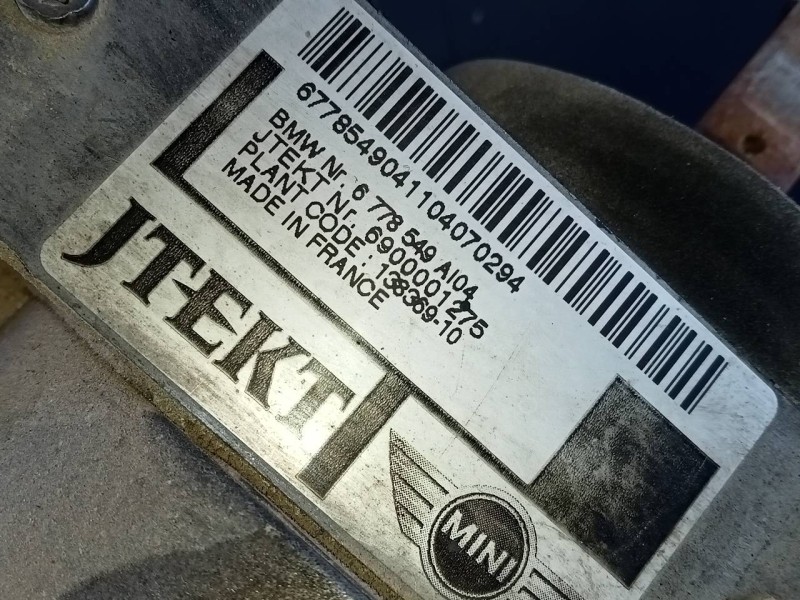 6778549041104070294
BMW Nr. 6 778 549 AI04
JTEKT Nr. 6900001275
PLANT CODE : 138369-10
MADE IN FRANCE
JTEKT
MINI